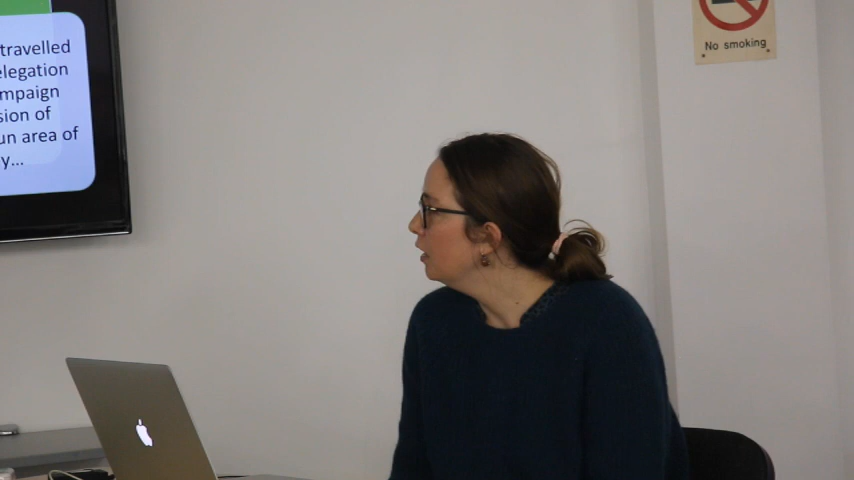 travelled
elegation
mpaign
sion of
un area of
y...
No smoking